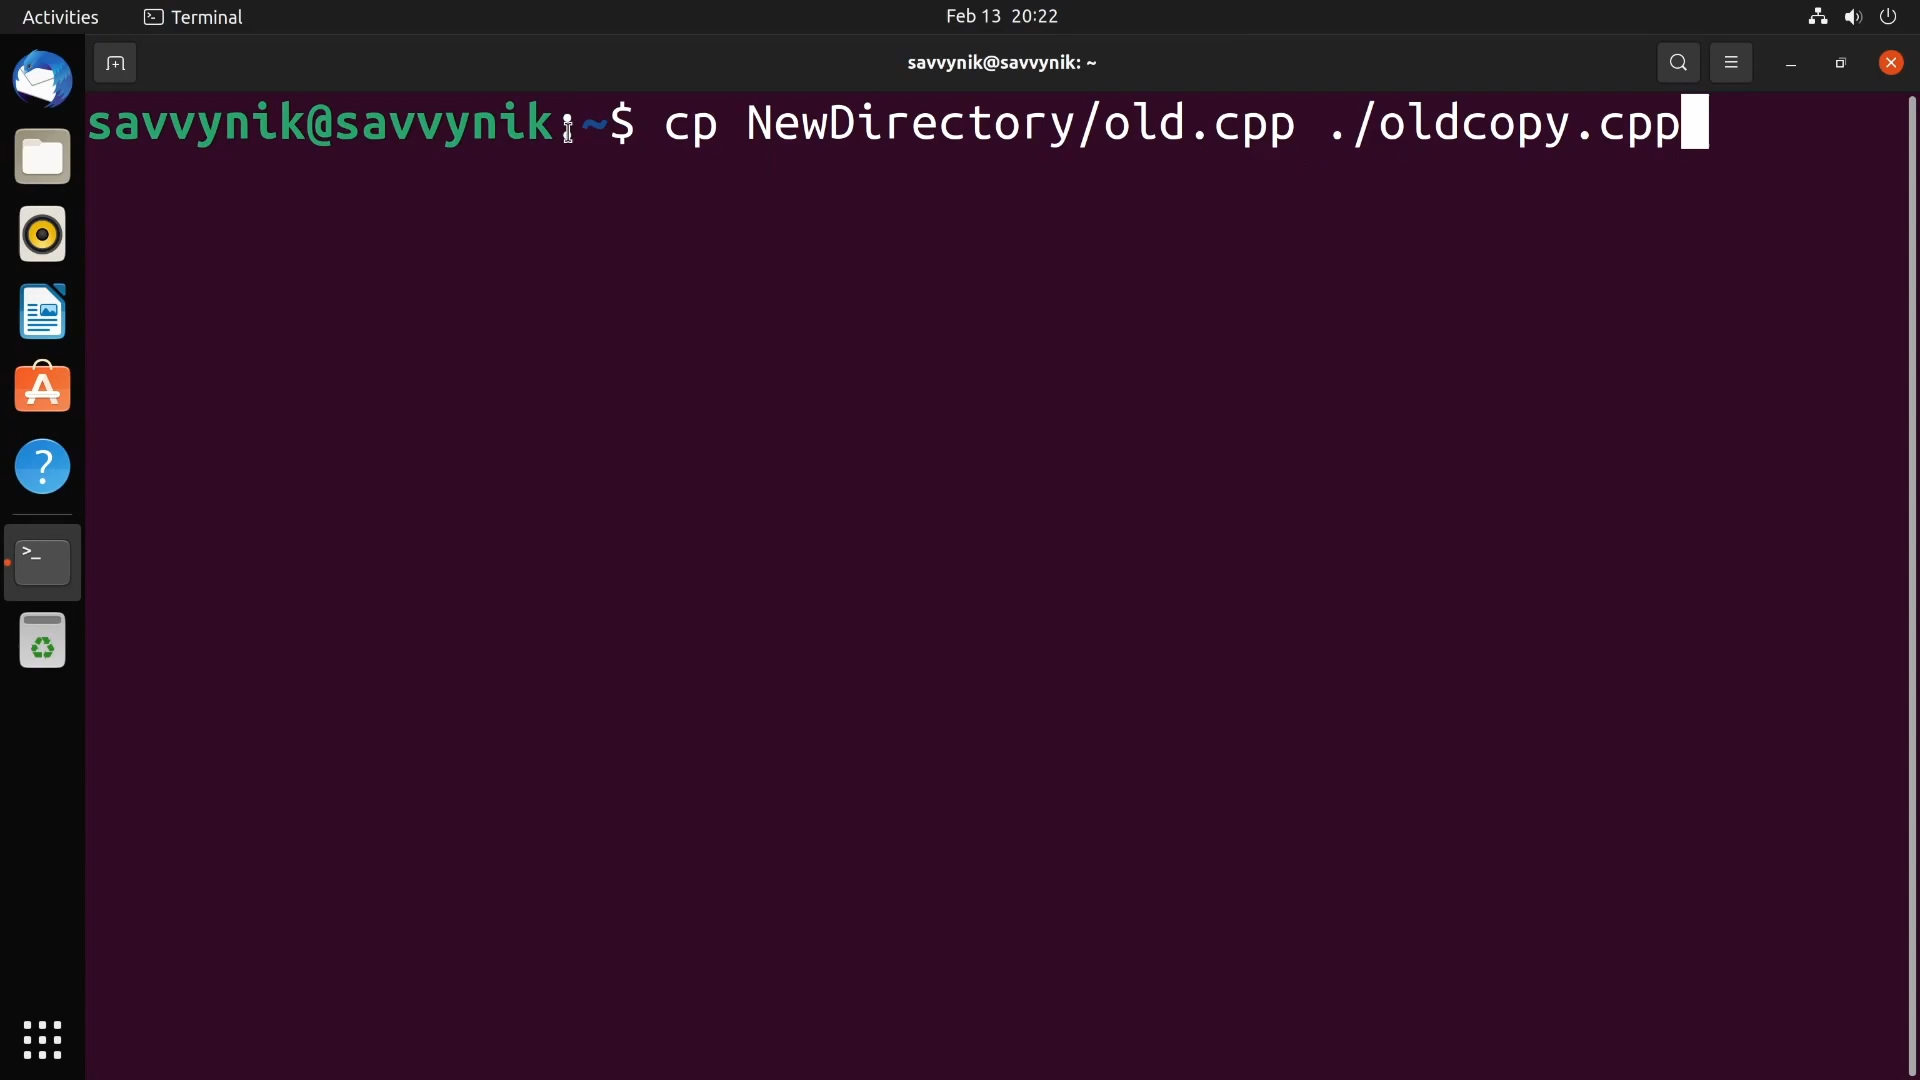 Activities Terminal Feb 13 20:22
savvynik@savvynik: ~
savvynik@savvynik:~$ cp NewDirectory/old.cpp ./oldcopy.cpp